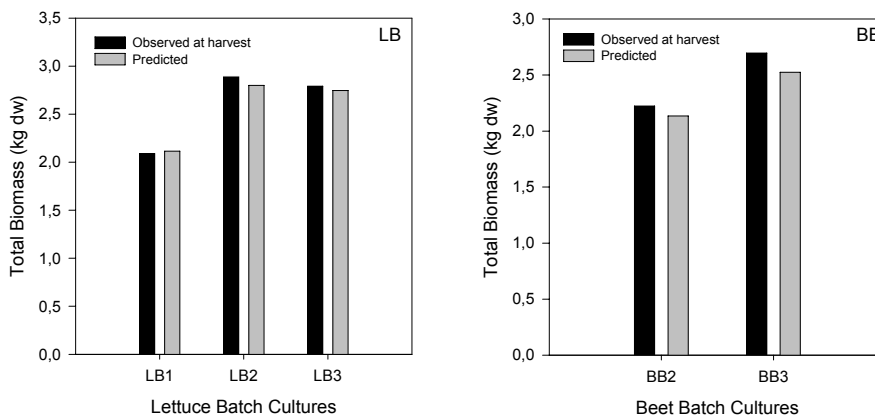 LB
Observed at harvest
Predicted
Total Biomass (kg dw)
3,5
3,0
2,5
2,0
1,5
1,0
0,5
0,0
LB1 LB2 LB3
Lettuce Batch Cultures
BB
Observed at harvest
Predicted
Total Biomass (kg dw)
3,0
2,5
2,0
1,5
1,0
0,5
0,0
BB2 BB3
Beet Batch Cultures